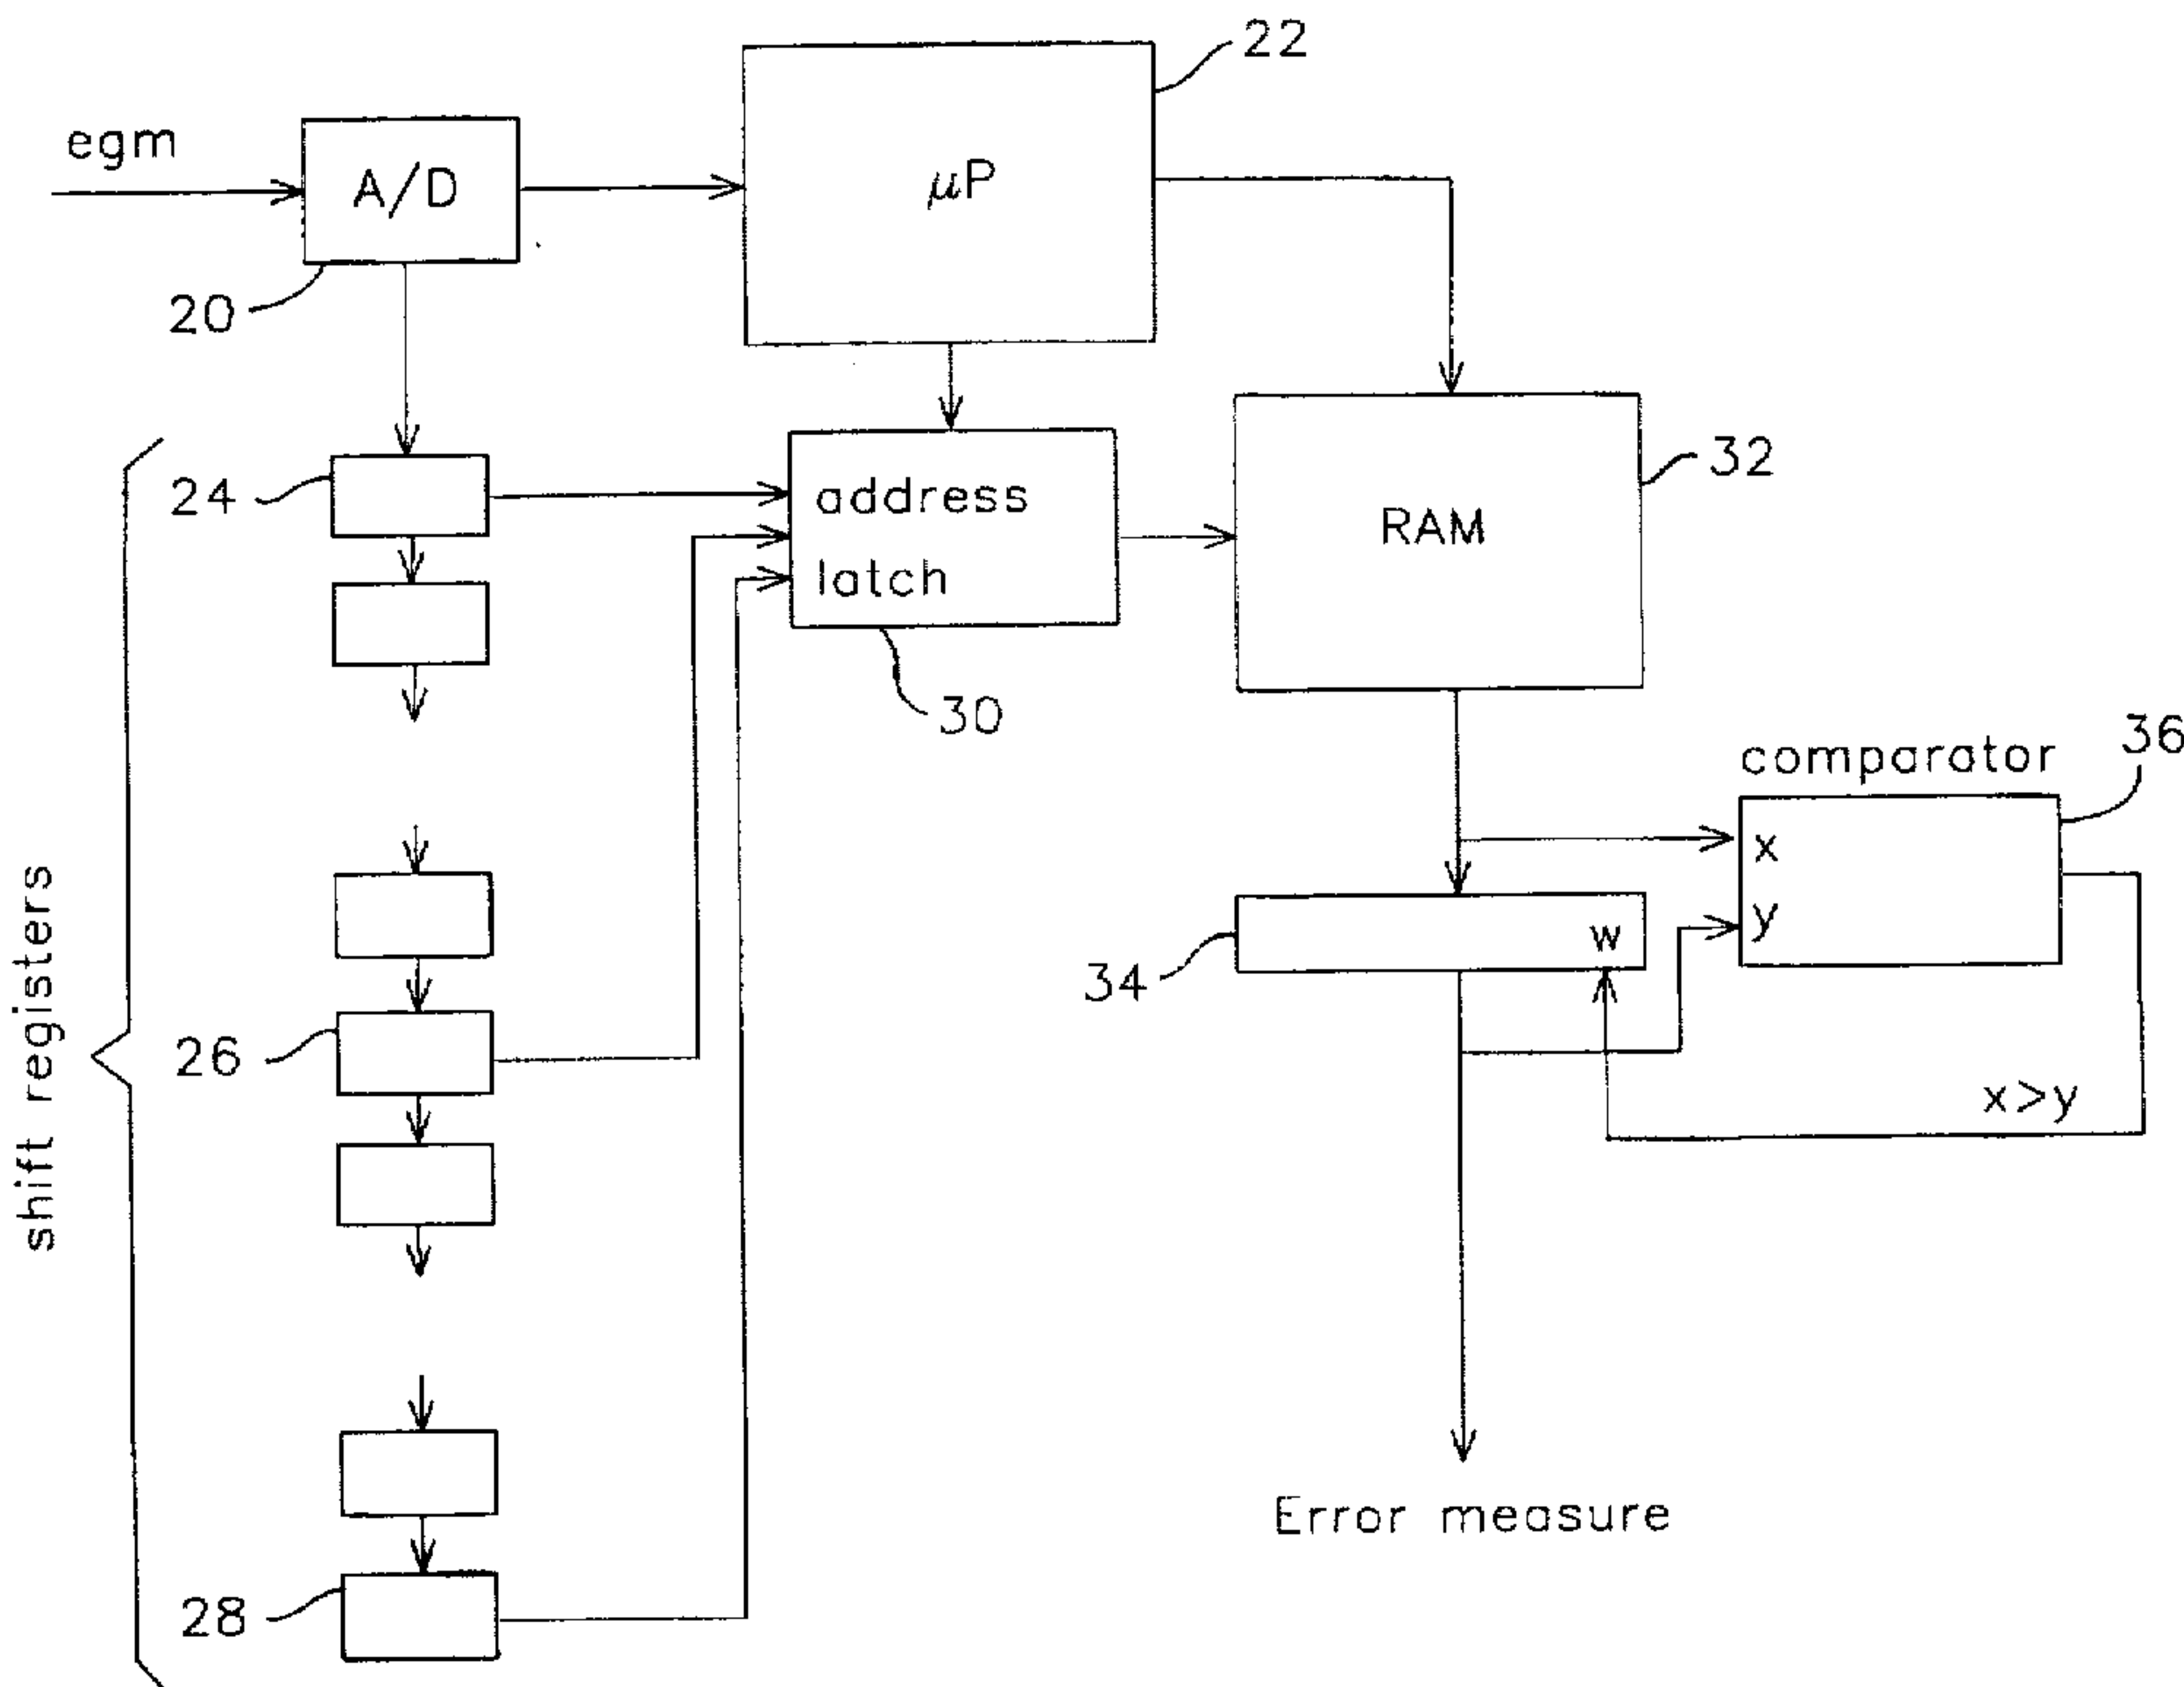 22
egm
A/D
μP
20
24
address
latch
32
RAM
30
36
comparator
x
y
w
34
shift registers
26
x>y
Error measure
28